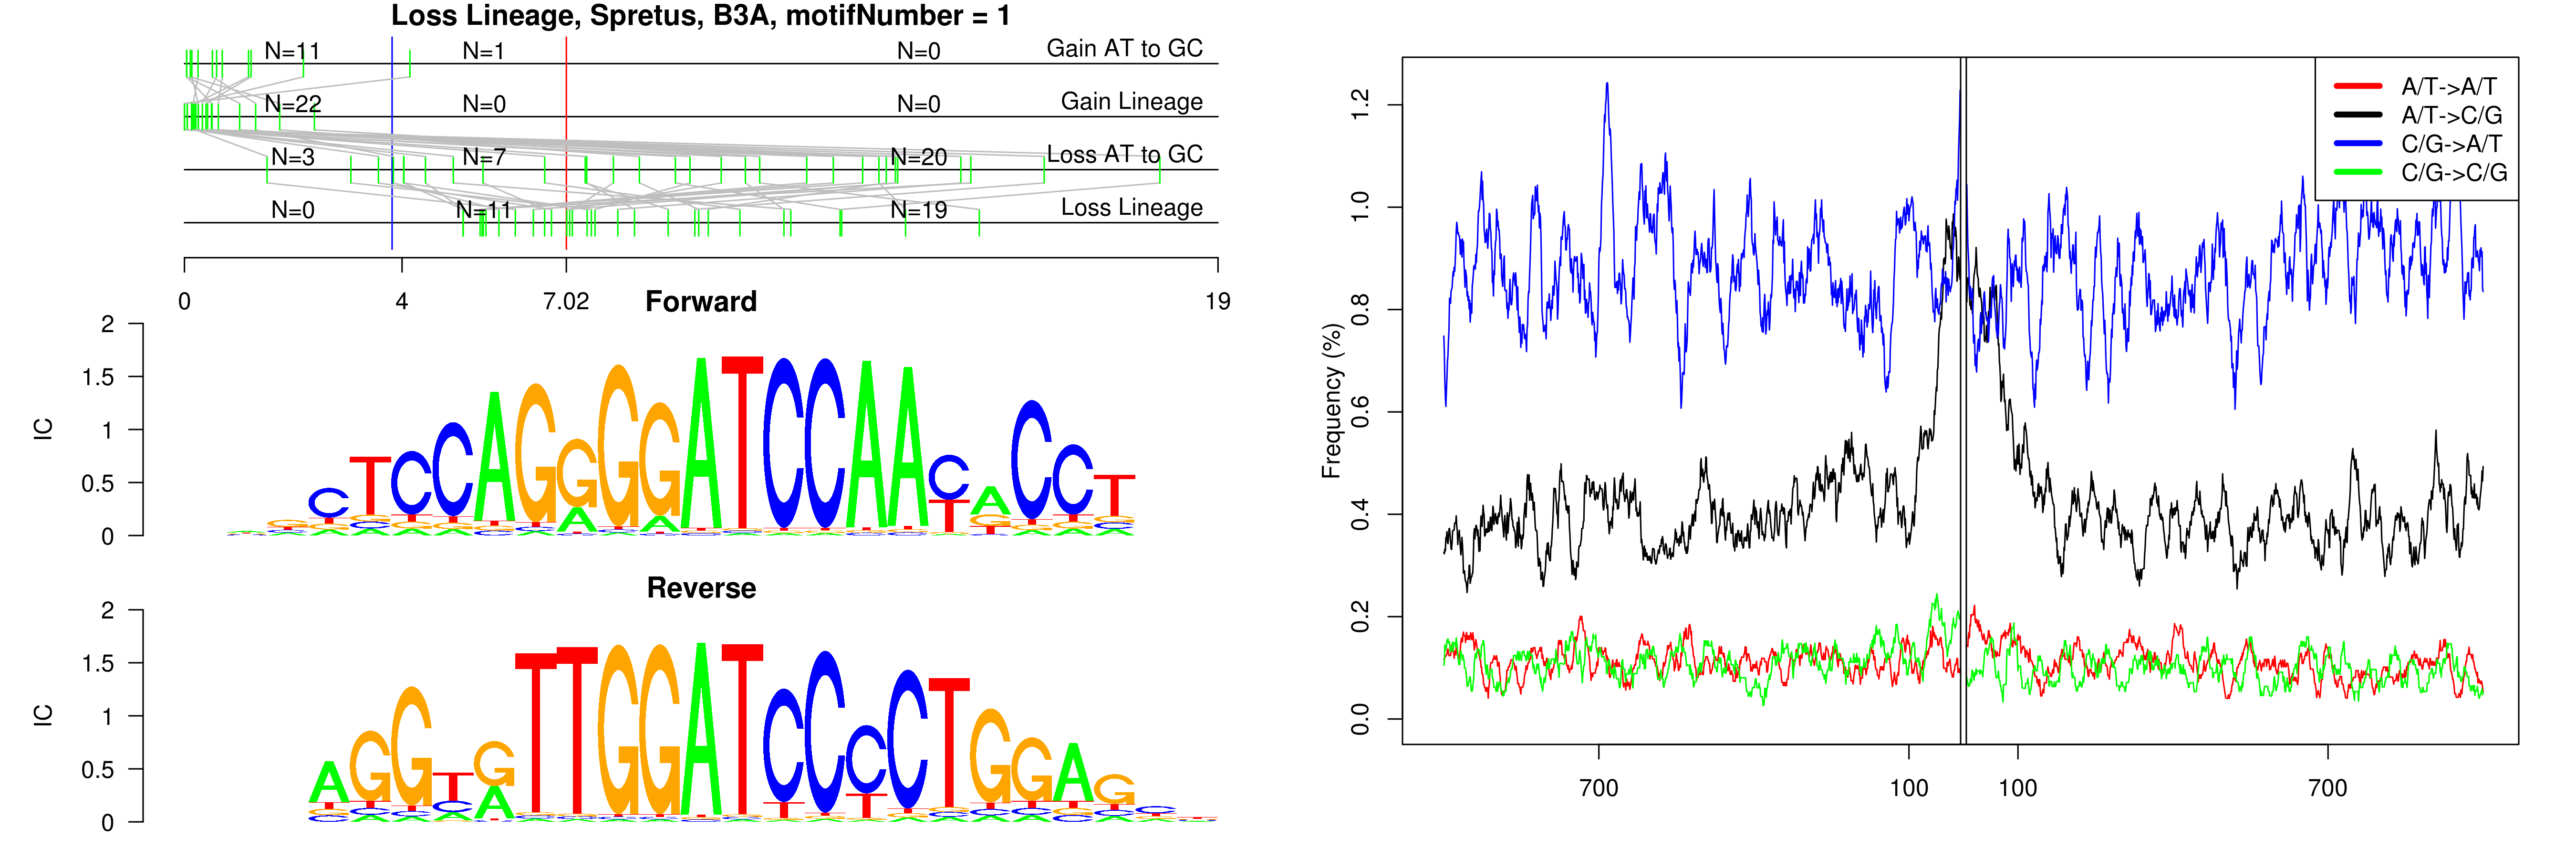 Loss Lineage, Spretus, B3A, motifNumber = 1
N=11 N=1 N=0 Gain AT to GC
N=22 N=0 N=0 Gain Lineage
N=3 N=7 N=20 Loss AT to GC
N=0 N=11 N=19 Loss Lineage
0 4 7.02 19
Forward
2
1.5
1
0.5
0
IC
CTCCAGGGGATCCAACACCT
Reverse
2
1.5
1
0.5
0
IC
AGGTGTTGGATCCCCTGGAG
A/T->A/T
A/T->C/G
C/G->A/T
C/G->C/G
Frequency (%)
1.2
1.0
0.8
0.6
0.4
0.2
0.0
700 100 100 700